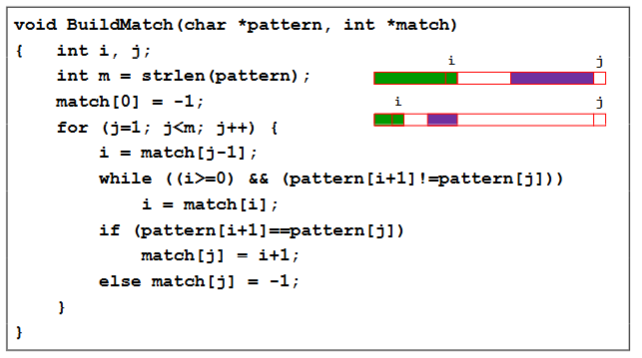 void BuildMatch(char *pattern, int *match)
{   int i, j;
    int m = strlen(pattern);
    match[0] = -1;
    for (j=1; j<m; j++) {
        i = match[j-1];
        while ((i>=0) && (pattern[i+1]!=pattern[j]))
            i = match[i];
        if (pattern[i+1]==pattern[j])
            match[j] = i+1;
        else match[j] = -1;
    }
}
i j
i j